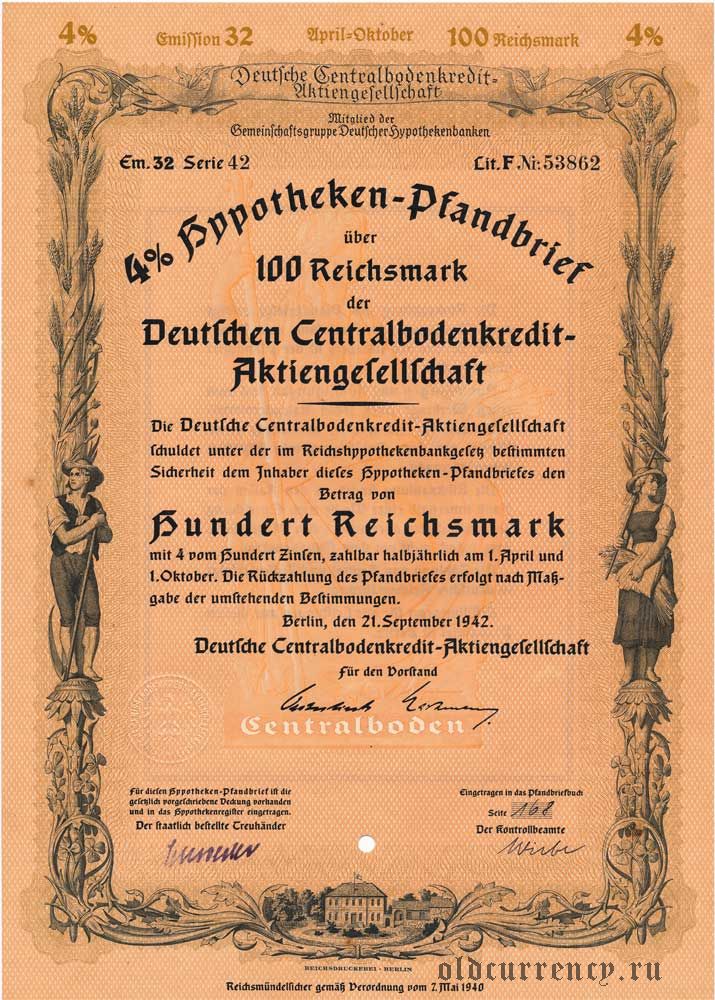 4% Emission 32 April-Oktober 100 Reichsmark 4%
Deutsche Centralbodenkredit-
Aktiengesellschaft
Mitglied der
Gemeinschaftsgruppe Deutscher Hypothekenbanken
Em. 32 Serie 42 Lit. F. Nr. 53862
4% Hypotheken-Pfandbrief
über
100 Reichsmark
der
Deutschen Centralbodenkredit-
Aktiengesellschaft
Die Deutsche Centralbodenkredit-Aktiengesellschaft
schuldet unter der im Reichshypothekenbankgesetz bestimmten
Sicherheit dem Inhaber dieses Hypotheken-Pfandbriefes den
Betrag von
Hundert Reichsmark
mit 4 vom Hundert Zinsen, zahlbar halbjährlich am 1. April und
1. Oktober. Die Rückzahlung des Pfandbriefes erfolgt nach Maß-
gabe der umstehenden Bestimmungen.
Berlin, den 21. September 1942.
Deutsche Centralbodenkredit-Aktiengesellschaft
Für den Vorstand
Centralboden
Für diesen Hypotheken-Pfandbrief ist die
gesetzlich vorgeschriebene Deckung vorhanden
und in das Hypothekenregister eingetragen.
Der staatlich bestellte Treuhänder
Eingetragen in das Pfandbriefbuch
Seite 168
Der Kontrollbeamte
REICHSDRUCKEREI · BERLIN
oldcurrency.ru
Reichsmündelsicher gemäß Verordnung vom 7. Mai 1940